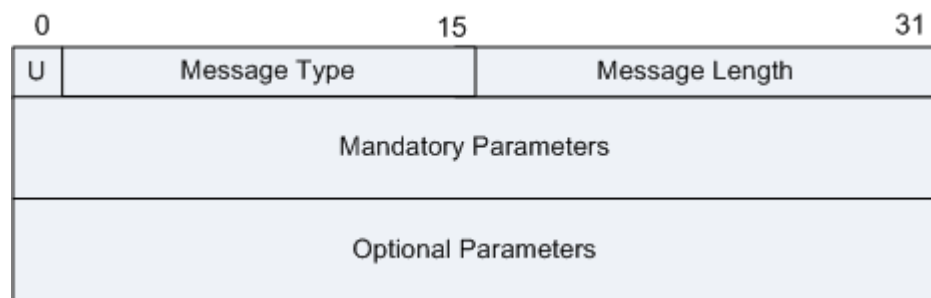 0 15 31
U Message Type Message Length
Mandatory Parameters
Optional Parameters